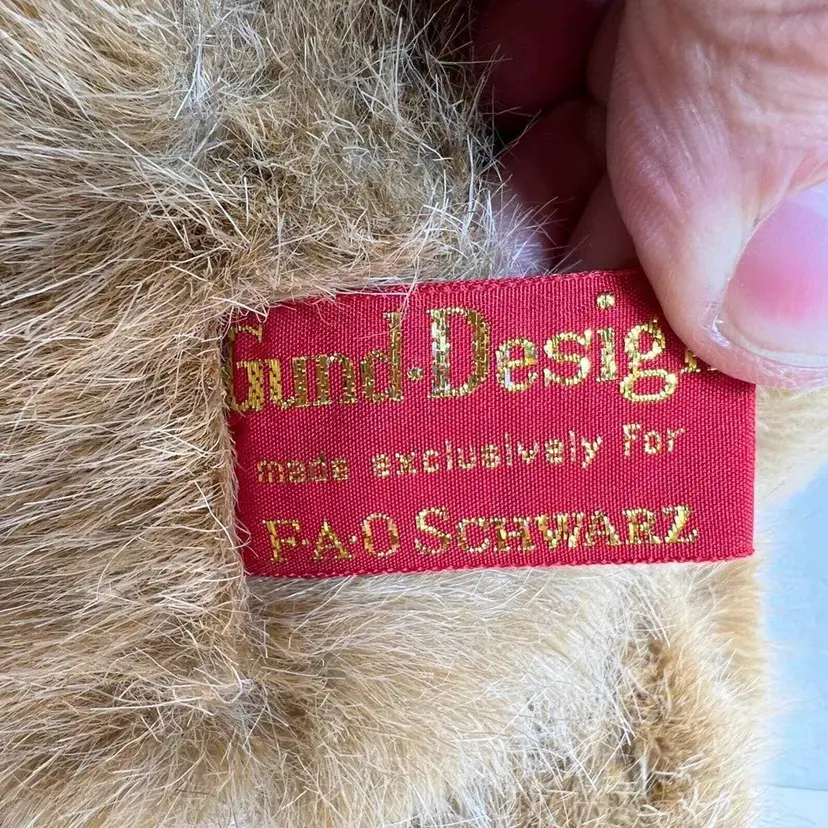 Gund·Design
made exclusively For
F·A·O SCHWARZ